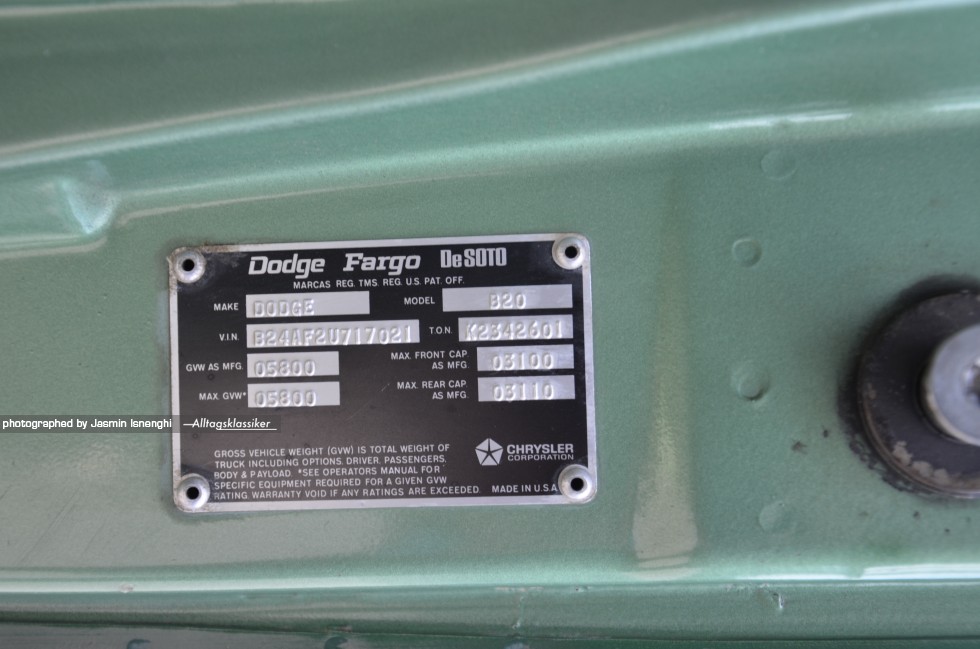 Dodge Fargo DeSOTO
MARCAS REG. TMS. REG. U.S. PAT. OFF.
MAKE DODGE MODEL B20
V.I.N. B24AF2U717021 T.O.N. K2342601
GVW AS MFG. 05800 MAX. FRONT CAP. AS MFG. 03100
MAX. GVW* 05800 MAX. REAR CAP. AS MFG. 03110
photographed by Jasmin Isnenghi —Alltagsklassiker
GROSS VEHICLE WEIGHT (GVW) IS TOTAL WEIGHT OF
TRUCK INCLUDING OPTIONS, DRIVER, PASSENGERS,
BODY & PAYLOAD. *SEE OPERATORS MANUAL FOR
SPECIFIC EQUIPMENT REQUIRED FOR A GIVEN GVW
RATING. WARRANTY VOID IF ANY RATINGS ARE EXCEEDED
CHRYSLER
CORPORATION
MADE IN U.S.A.